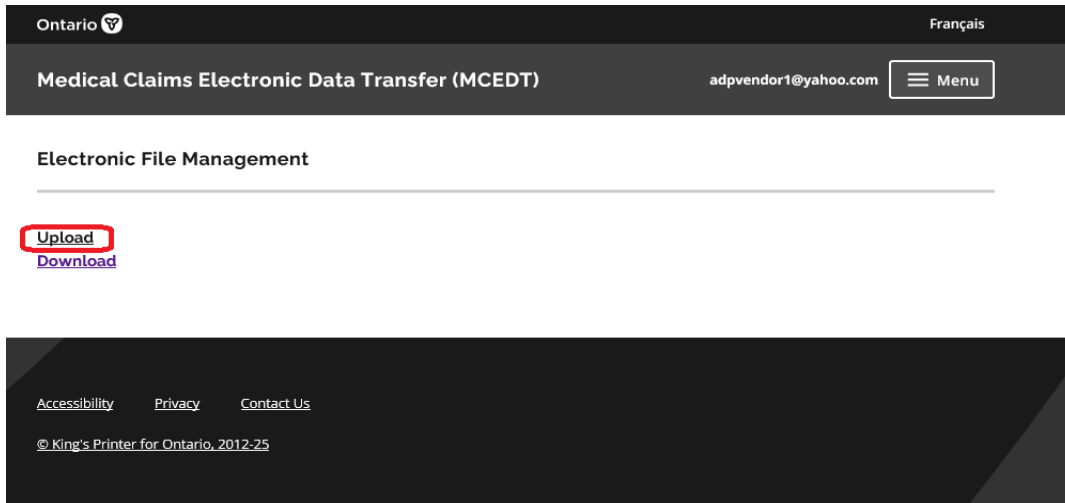 Ontario
Français
Medical Claims Electronic Data Transfer (MCEDT)
adpvendor1@yahoo.com
Menu
Electronic File Management
Upload
Download
Accessibility Privacy Contact Us
© King's Printer for Ontario, 2012-25